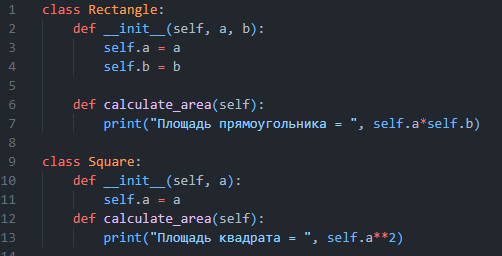 1 class Rectangle:
2     def __init__(self, a, b):
3         self.a = a
4         self.b = b
5
6     def calculate_area(self):
7         print("Площадь прямоугольника = ", self.a*self.b)
8
9 class Square:
10     def __init__(self, a):
11         self.a = a
12     def calculate_area(self):
13         print("Площадь квадрата = ", self.a**2)
14